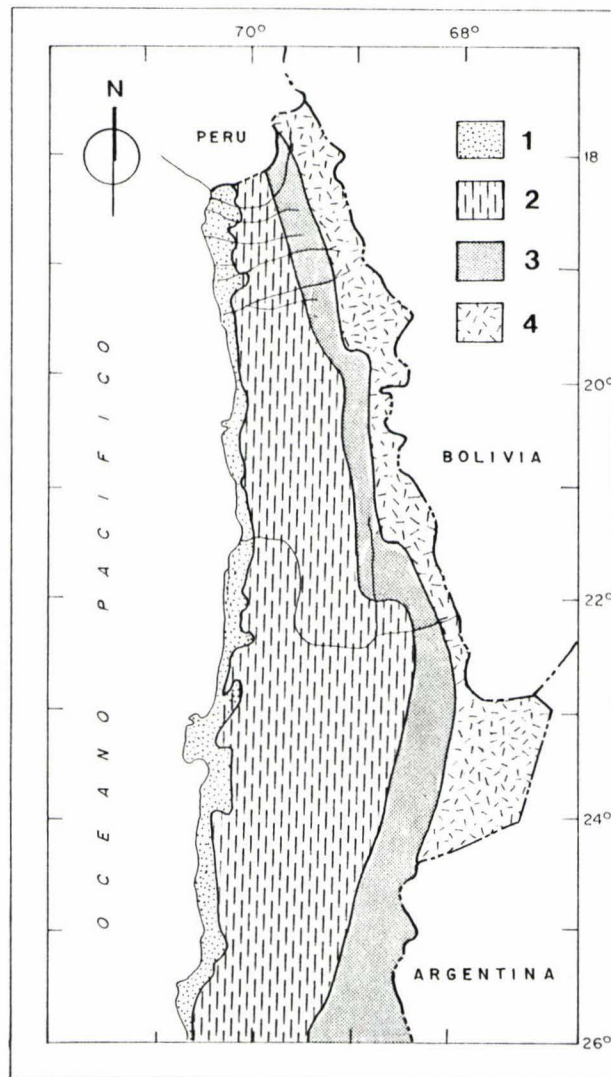 70° 68°
N
PERU
1
2
3
4
18
20°
BOLIVIA
22°
24°
26°
OCEANO PACIFICO
ARGENTINA